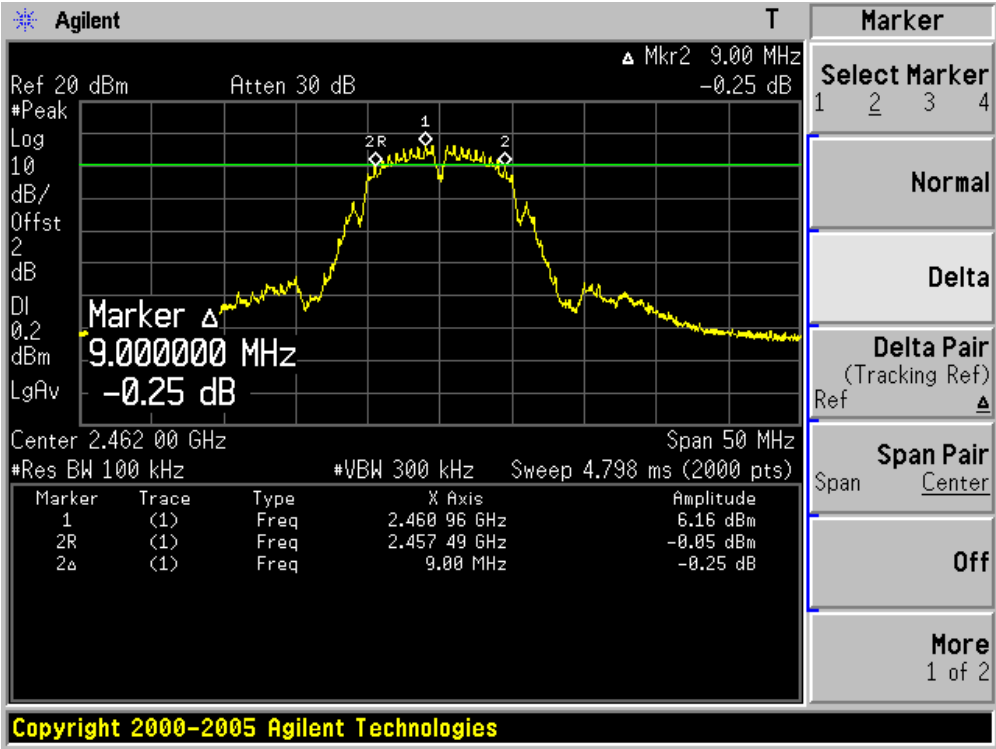 Agilent T
Δ Mkr2 9.00 MHz
Ref 20 dBm Atten 30 dB -0.25 dB
#Peak
Log
10
dB/
Offst
2
dB
DI
0.2
dBm
LgAv
1
2R
2
Marker Δ
9.000000 MHz
-0.25 dB
Center 2.462 00 GHz Span 50 MHz
#Res BW 100 kHz #VBW 300 kHz Sweep 4.798 ms (2000 pts)
Marker Trace Type X Axis Amplitude
1 (1) Freq 2.460 96 GHz 6.16 dBm
2R (1) Freq 2.457 49 GHz -0.05 dBm
2Δ (1) Freq 9.00 MHz -0.25 dB
Marker
Select Marker
1 2 3 4
Normal
Delta
Delta Pair
(Tracking Ref)
Ref Δ
Span Pair
Span Center
Off
More
1 of 2
Copyright 2000-2005 Agilent Technologies